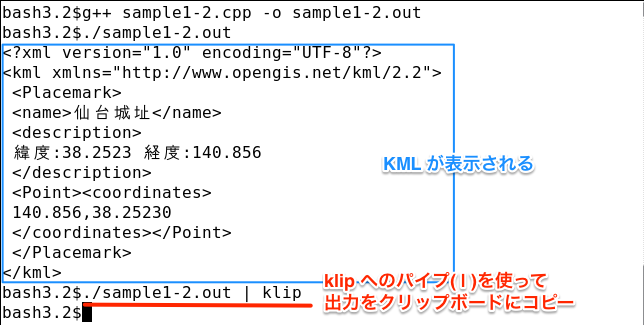 bash3.2$g++ sample1-2.cpp -o sample1-2.out
bash3.2$./sample1-2.out
<?xml version="1.0" encoding="UTF-8"?>
<kml xmlns="http://www.opengis.net/kml/2.2">
<Placemark>
<name>仙台城址</name>
<description>
緯度:38.2523 経度:140.856
</description>
<Point><coordinates>
140.856,38.25230
</coordinates></Point>
</Placemark>
</kml>
KML が表示される
bash3.2$./sample1-2.out | klip
bash3.2$
klip へのパイプ( | )を使って
出力をクリップボードにコピー